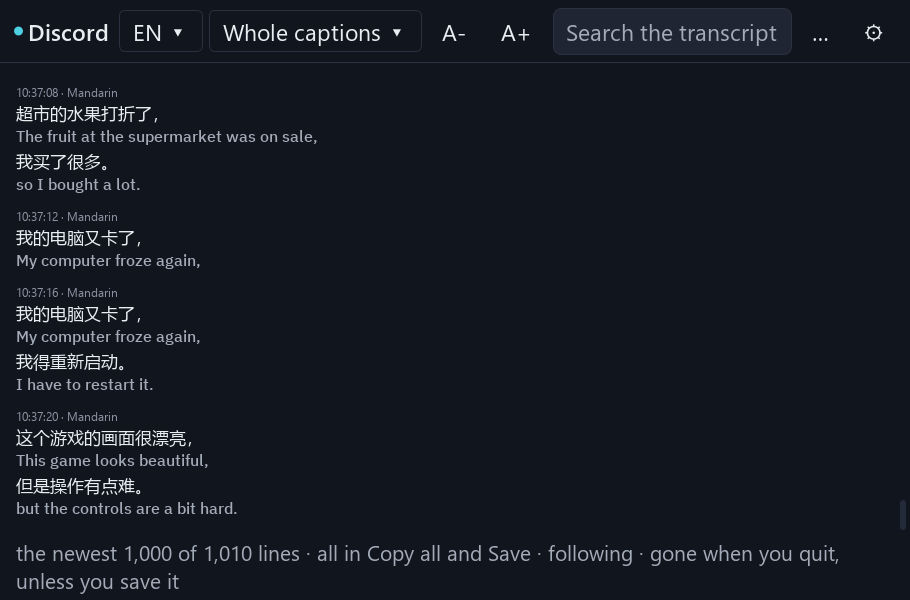 Discord EN ▼ Whole captions ▼ A- A+ Search the transcript ...
10:37:08 · Mandarin
超市的水果打折了，
The fruit at the supermarket was on sale,
我买了很多。
so I bought a lot.
10:37:12 · Mandarin
我的电脑又卡了，
My computer froze again,
10:37:16 · Mandarin
我的电脑又卡了，
My computer froze again,
我得重新启动。
I have to restart it.
10:37:20 · Mandarin
这个游戏的画面很漂亮，
This game looks beautiful,
但是操作有点难。
but the controls are a bit hard.
the newest 1,000 of 1,010 lines · all in Copy all and Save · following · gone when you quit,
unless you save it